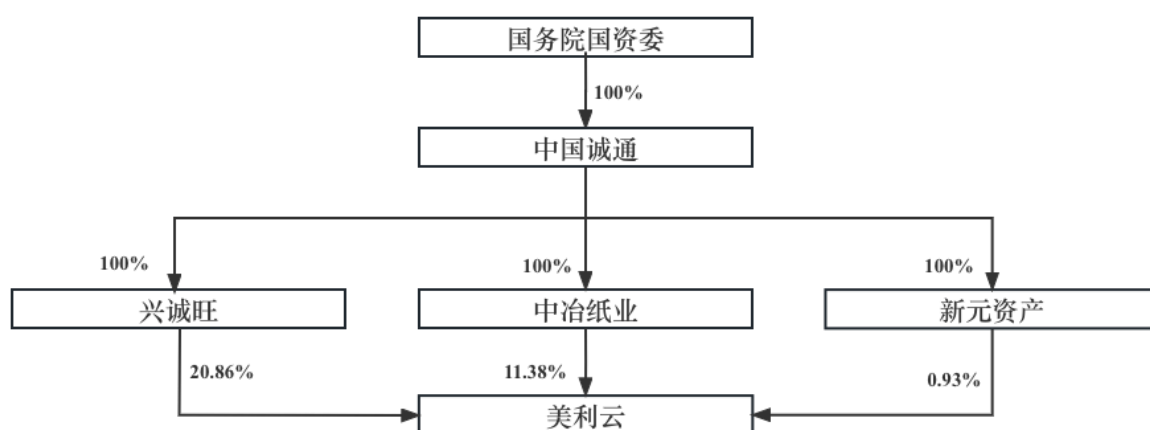 国务院国资委
100%
中国诚通
100%
100%
100%
兴诚旺
中冶纸业
新元资产
20.86%
11.38%
0.93%
美利云